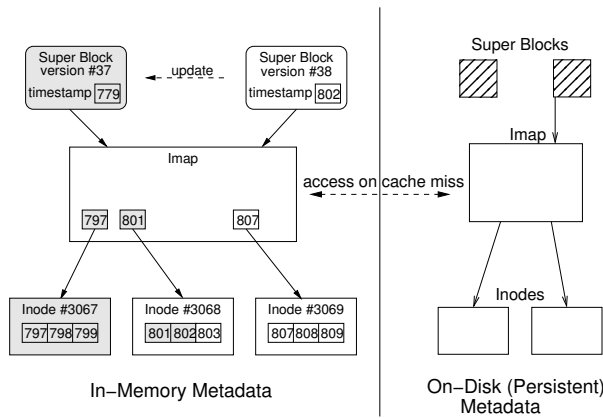 Super Block
version #37
timestamp 779
update
Super Block
version #38
timestamp 802
Super Blocks
Imap
797 801 807
access on cache miss
Imap
Inode #3067
797 798 799
Inode #3068
801 802 803
Inode #3069
807 808 809
Inodes
In-Memory Metadata
On-Disk (Persistent)
Metadata